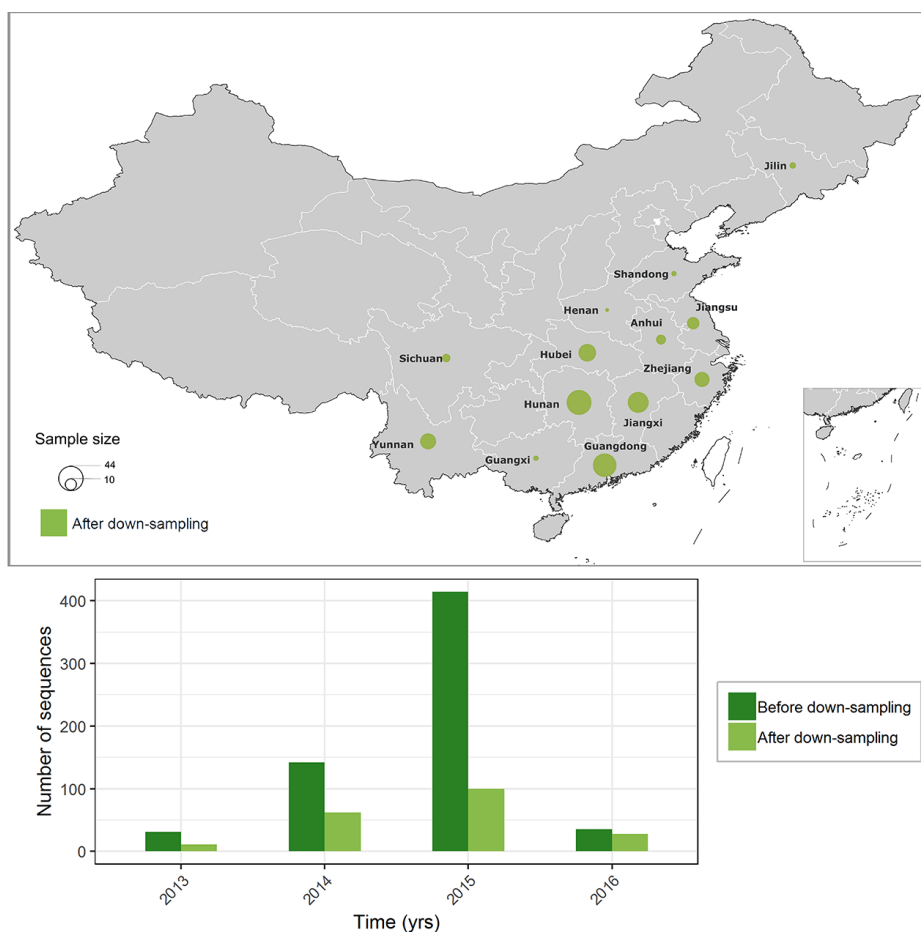 Jilin
Shandong
Henan
Jiangsu
Anhui
Hubei
Sichuan
Zhejiang
Hunan
Jiangxi
Yunnan
Guangxi
Guangdong
Sample size
44
10
After down-sampling
Number of sequences
400
300
200
100
0
2013
2014
2015
2016
Time (yrs)
Before down-sampling
After down-sampling